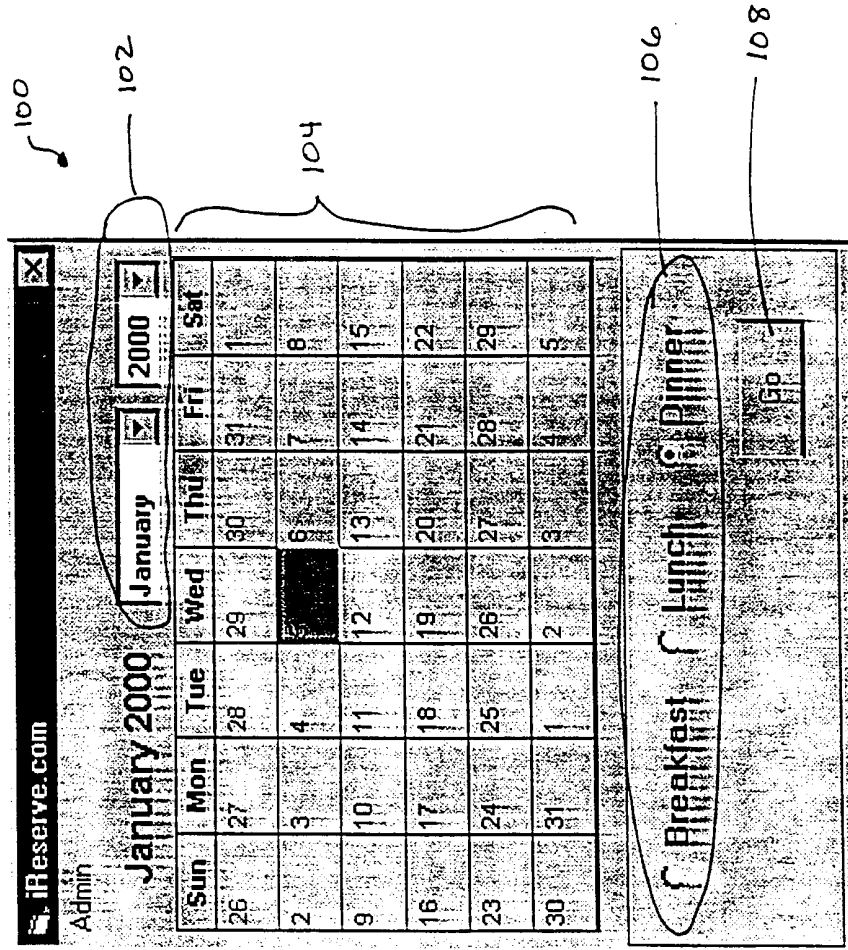 100
102
iReserve.com
Admin
January 2000 January 2000
Sun Mon Tue Wed Thu Fri Sat
26 27 28 29 30 31 1
2 3 4 6 7 8
9 10 11 12 13 14 15
16 17 18 19 20 21 22
23 24 25 26 27 28 29
30 31 1 2 3 4 5
104
Breakfast Lunch Dinner
106
Go
108